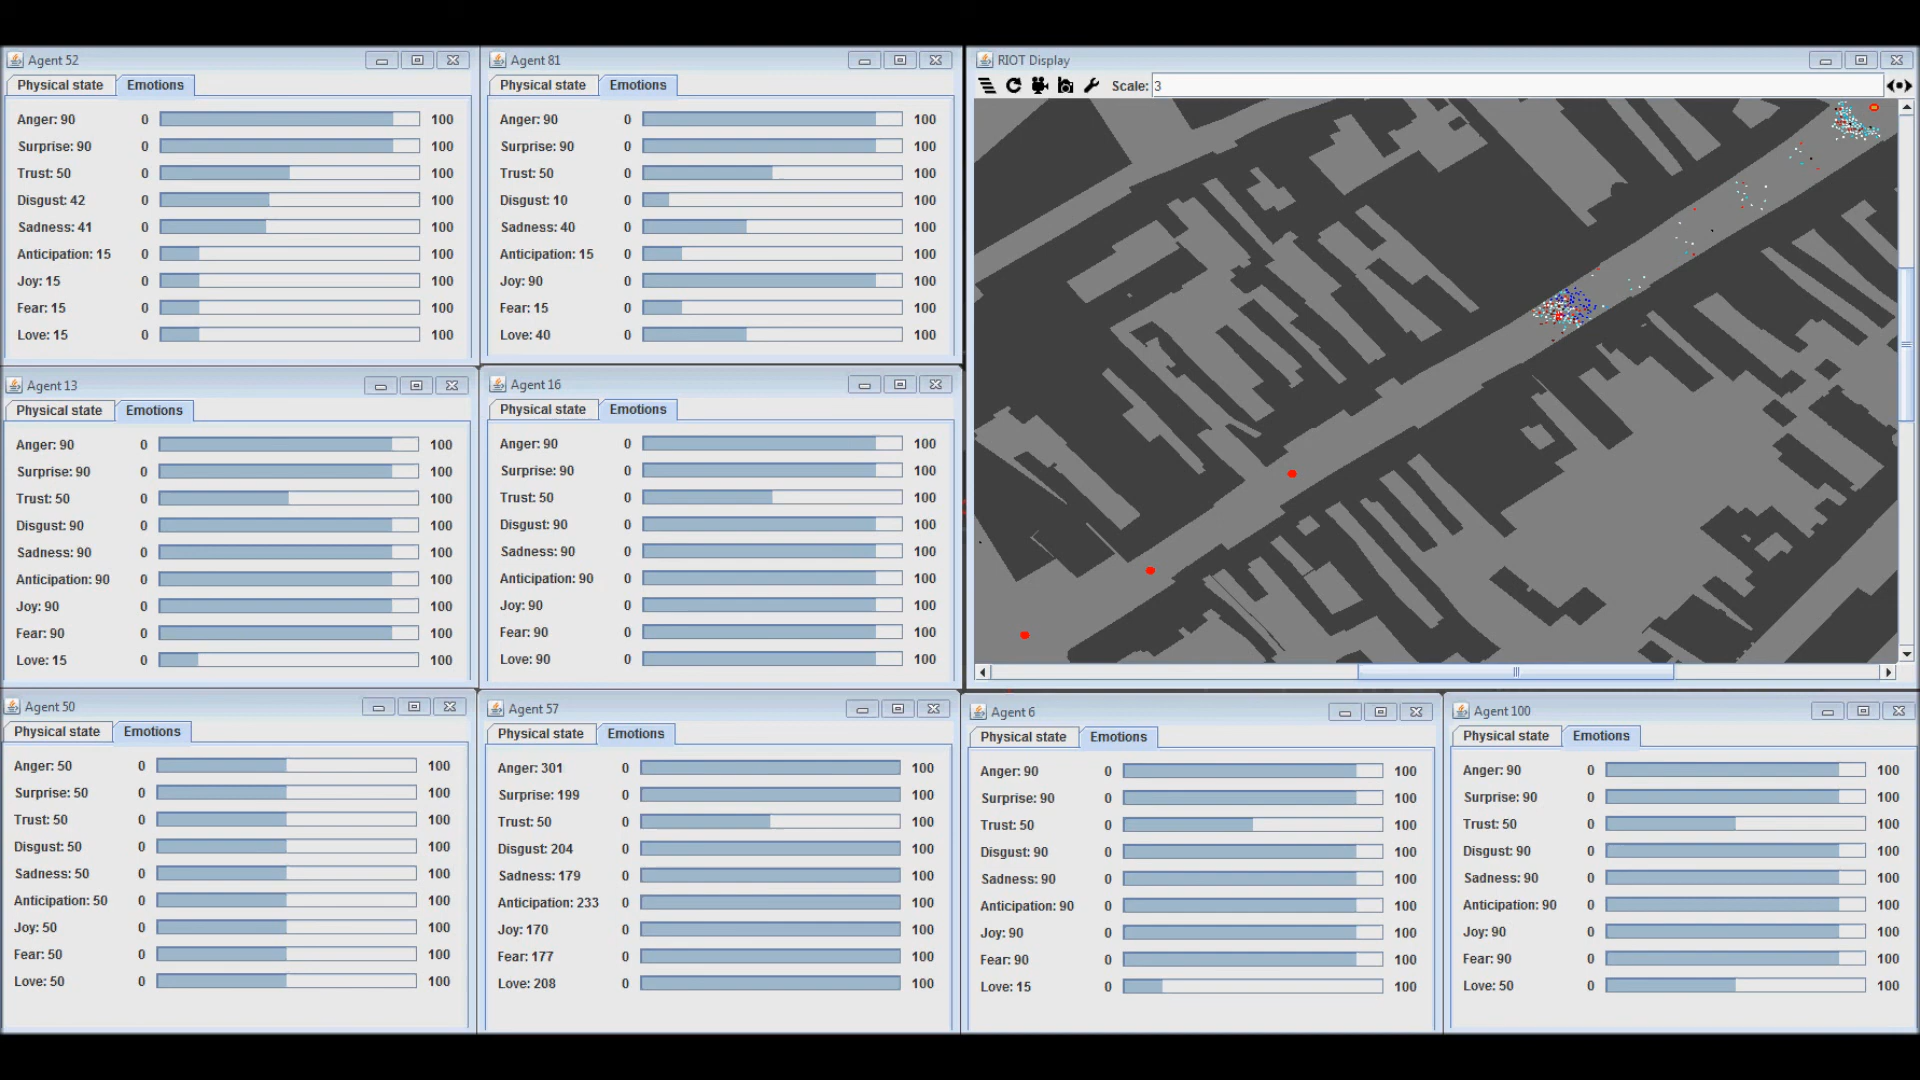 Agent 52
Physical state Emotions
Anger: 90 0 100
Surprise: 90 0 100
Trust: 50 0 100
Disgust: 42 0 100
Sadness: 41 0 100
Anticipation: 15 0 100
Joy: 15 0 100
Fear: 15 0 100
Love: 15 0 100
Agent 81
Physical state Emotions
Anger: 90 0 100
Surprise: 90 0 100
Trust: 50 0 100
Disgust: 10 0 100
Sadness: 40 0 100
Anticipation: 15 0 100
Joy: 90 0 100
Fear: 15 0 100
Love: 40 0 100
RIOT Display
Scale: 3
Agent 13
Physical state Emotions
Anger: 90 0 100
Surprise: 90 0 100
Trust: 50 0 100
Disgust: 90 0 100
Sadness: 90 0 100
Anticipation: 90 0 100
Joy: 90 0 100
Fear: 90 0 100
Love: 15 0 100
Agent 16
Physical state Emotions
Anger: 90 0 100
Surprise: 90 0 100
Trust: 50 0 100
Disgust: 90 0 100
Sadness: 90 0 100
Anticipation: 90 0 100
Joy: 90 0 100
Fear: 90 0 100
Love: 90 0 100
Agent 50
Physical state Emotions
Anger: 50 0 100
Surprise: 50 0 100
Trust: 50 0 100
Disgust: 50 0 100
Sadness: 50 0 100
Anticipation: 50 0 100
Joy: 50 0 100
Fear: 50 0 100
Love: 50 0 100
Agent 57
Physical state Emotions
Anger: 301 0 100
Surprise: 199 0 100
Trust: 50 0 100
Disgust: 204 0 100
Sadness: 179 0 100
Anticipation: 233 0 100
Joy: 170 0 100
Fear: 177 0 100
Love: 208 0 100
Agent 6
Physical state Emotions
Anger: 90 0 100
Surprise: 90 0 100
Trust: 50 0 100
Disgust: 90 0 100
Sadness: 90 0 100
Anticipation: 90 0 100
Joy: 90 0 100
Fear: 90 0 100
Love: 15 0 100
Agent 100
Physical state Emotions
Anger: 90 0 100
Surprise: 90 0 100
Trust: 50 0 100
Disgust: 90 0 100
Sadness: 90 0 100
Anticipation: 90 0 100
Joy: 90 0 100
Fear: 90 0 100
Love: 50 0 100